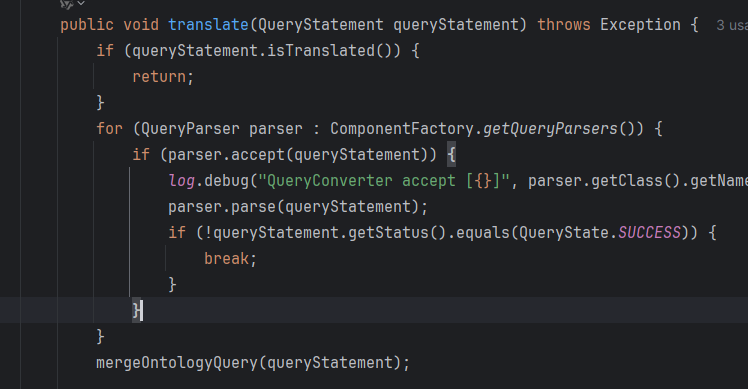 public void translate(QueryStatement queryStatement) throws Exception { 3 usa
if (queryStatement.isTranslated()) {
return;
}
for (QueryParser parser : ComponentFactory.getQueryParsers()) {
if (parser.accept(queryStatement)) {
log.debug("QueryConverter accept [{}]", parser.getClass().getName
parser.parse(queryStatement);
if (!queryStatement.getStatus().equals(QueryState.SUCCESS)) {
break;
}
}
}
mergeOntologyQuery(queryStatement);